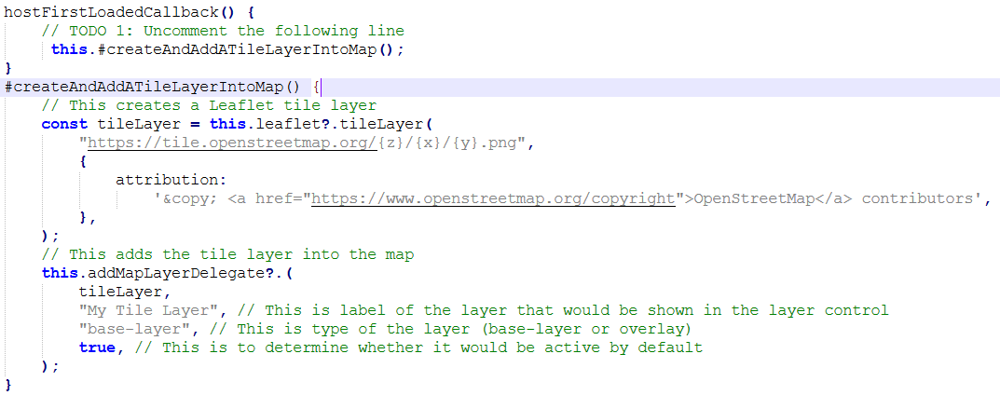 hostFirstLoadedCallback() {
// TODO 1: Uncomment the following line
this.#createAndAddATileLayerIntoMap();
}
#createAndAddATileLayerIntoMap() {
// This creates a Leaflet tile layer
const tileLayer = this.leaflet?.tileLayer(
"https://tile.openstreetmap.org/{z}/{x}/{y}.png",
{
attribution:
'&copy; <a href="https://www.openstreetmap.org/copyright">OpenStreetMap</a> contributors',
},
);
// This adds the tile layer into the map
this.addMapLayerDelegate?.(
tileLayer,
"My Tile Layer", // This is label of the layer that would be shown in the layer control
"base-layer", // This is type of the layer (base-layer or overlay)
true, // This is to determine whether it would be active by default
);
}